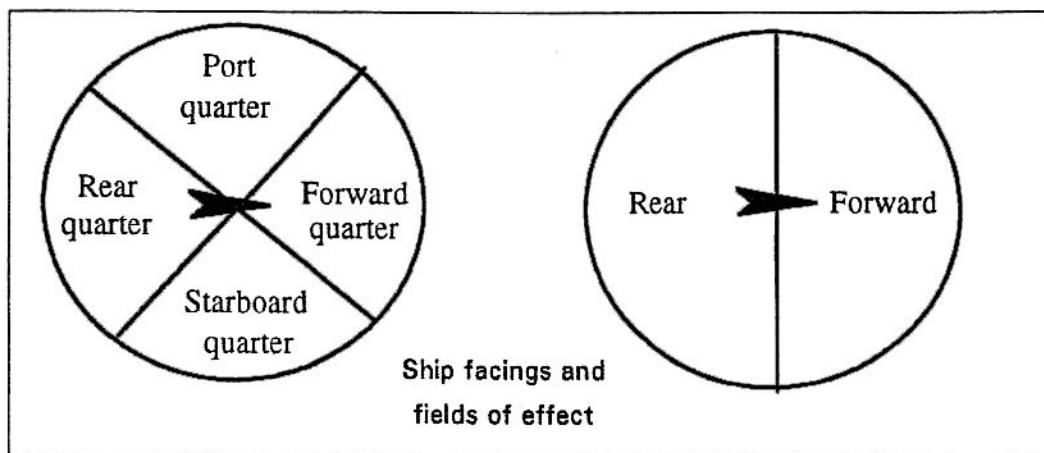 Port
quarter
Rear
quarter
Forward
quarter
Starboard
quarter
Rear
Forward
Ship facings and
fields of effect